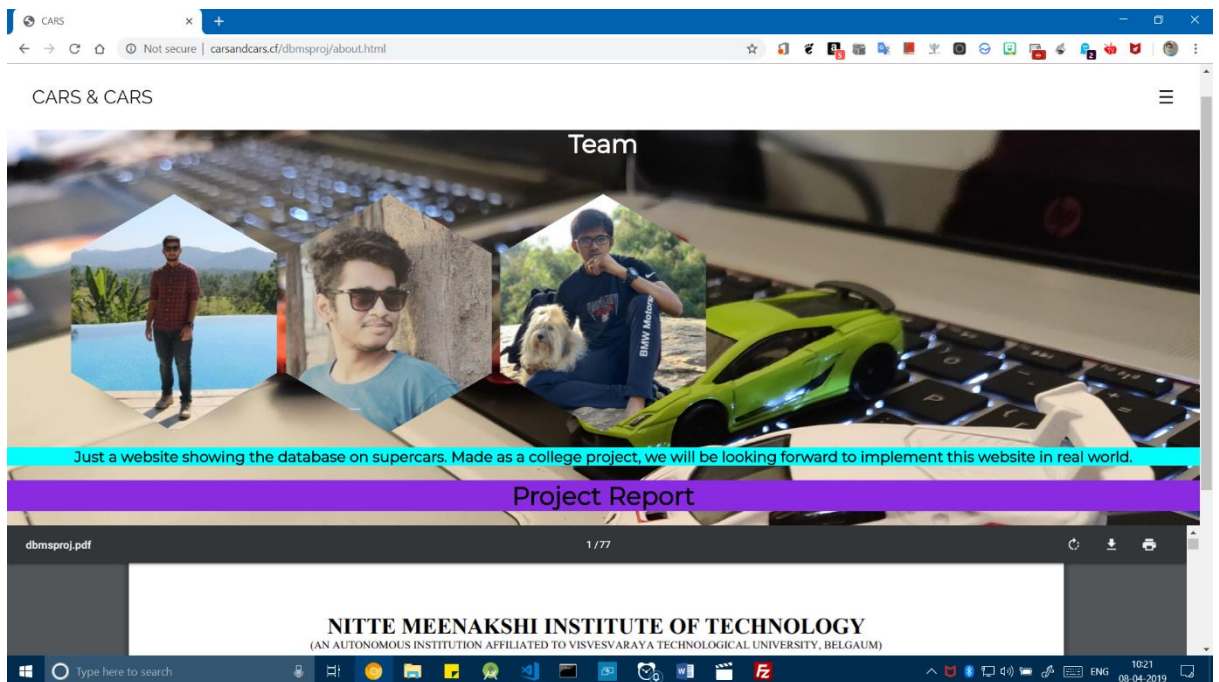 CARS
Not secure | carsandcars.cf/dbmsproj/about.html
CARS & CARS
Team
BMW Motors
Just a website showing the database on supercars. Made as a college project, we will be looking forward to implement this website in real world.
Project Report
dbmsproj.pdf
1 / 77
NITTE MEENAKSHI INSTITUTE OF TECHNOLOGY
(AN AUTONOMOUS INSTITUTION AFFILIATED TO VISVESVARAYA TECHNOLOGICAL UNIVERSITY, BELGAUM)
Type here to search
ENG
10:21
08-04-2019